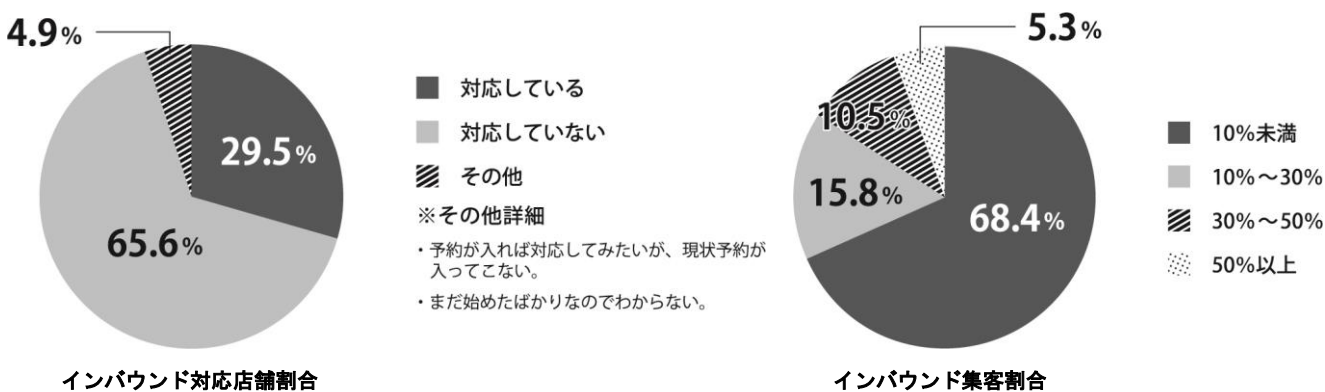 4.9%
29.5%
65.6%
対応している
対応していない
その他
※その他詳細
・予約が入れば対応してみたいが、現状予約が
入ってこない。
・まだ始めたばかりなのでわからない。
インバウンド対応店舗割合
5.3%
10.5%
15.8%
68.4%
10%未満
10%～30%
30%～50%
50%以上
インバウンド集客割合